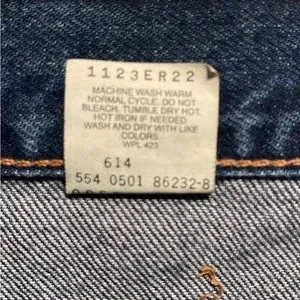 1123ER22
MACHINE WASH WARM
NORMAL CYCLE, DO NOT
BLEACH, TUMBLE DRY HOT.
HOT IRON IF NEEDED
WASH AND DRY WITH LIKE
COLORS.
WPL 423
614
554 0501 86232-8